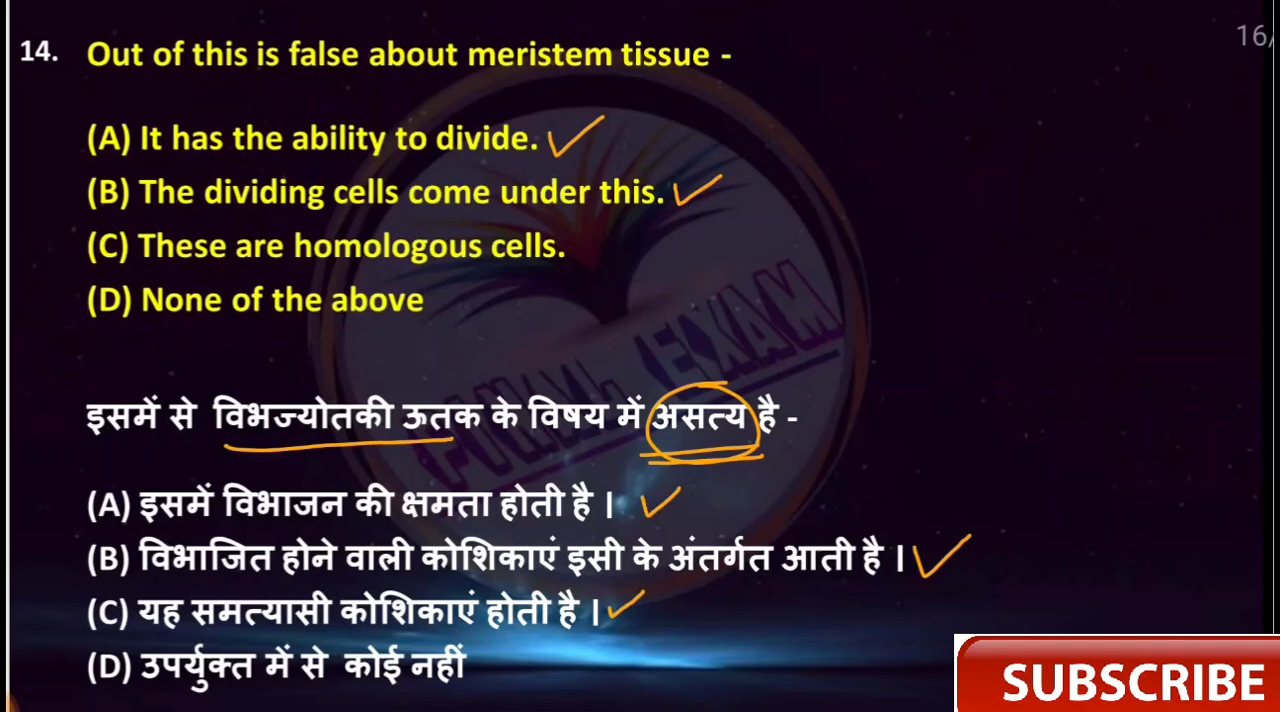 14. Out of this is false about meristem tissue -
16/
(A) It has the ability to divide.
(B) The dividing cells come under this.
(C) These are homologous cells.
(D) None of the above
FINAL EXAM
इसमें से विभज्योतकी ऊतक के विषय में असत्य है -
(A) इसमें विभाजन की क्षमता होती है |
(B) विभाजित होने वाली कोशिकाएं इसी के अंतर्गत आती है |
(C) यह समत्यासी कोशिकाएं होती है |
(D) उपर्युक्त में से कोई नहीं
SUBSCRIBE